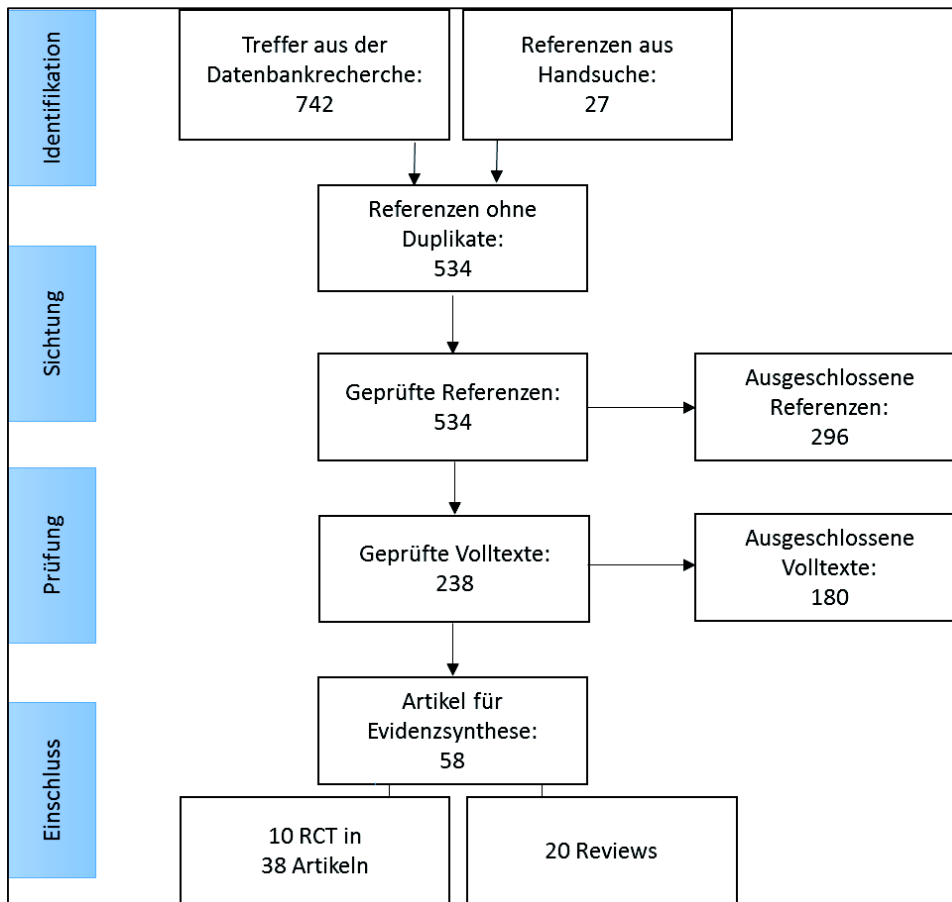 Identifikation
Treffer aus der
Datenbankrecherche:
742
Referenzen aus
Handsuche:
27
Referenzen ohne
Duplikate:
534
Sichtung
Geprüfte Referenzen:
534
Ausgeschlossene
Referenzen:
296
Prüfung
Geprüfte Volltexte:
238
Ausgeschlossene
Volltexte:
180
Einschluss
Artikel für
Evidenzsynthese:
58
10 RCT in
38 Artikeln
20 Reviews